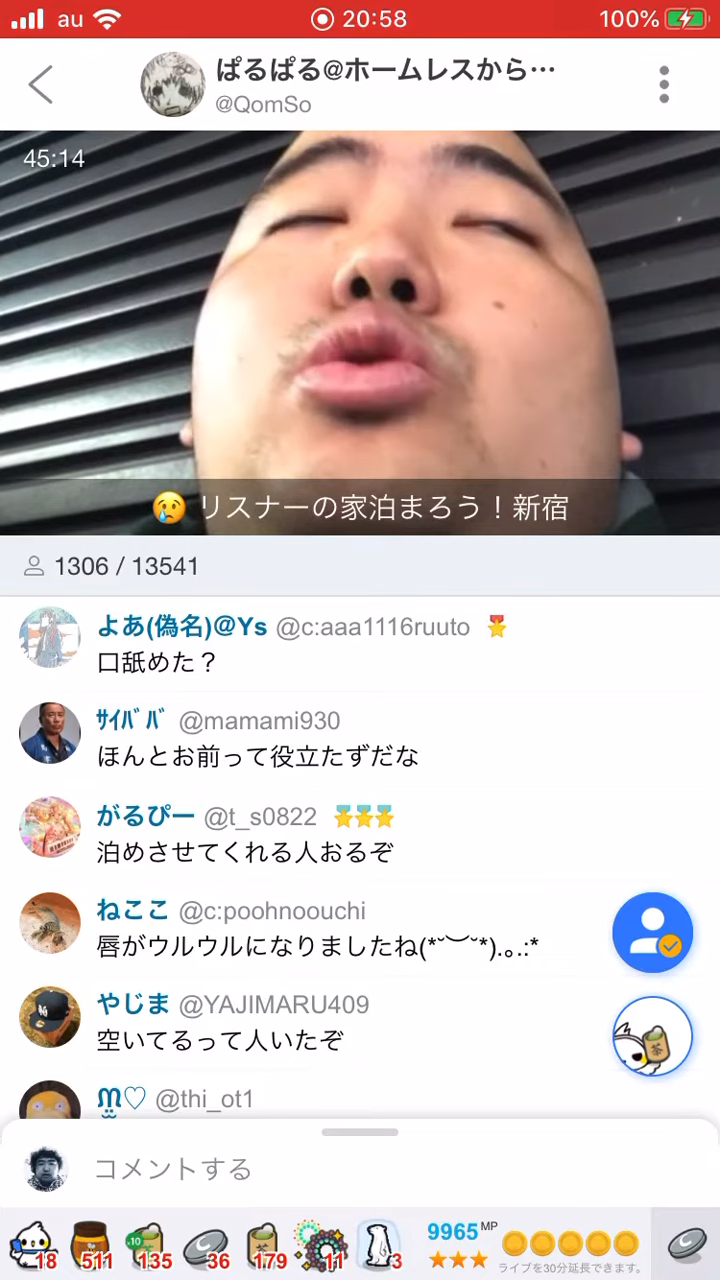 au 20:58 100%
ぱるぱる@ホームレスから…
@QomSo
45:14
😢 リスナーの家泊まろう！新宿
1306 / 13541
よあ(偽名)@Ys @c:aaa1116ruuto
口舐めた？
ｻｲﾊﾞﾊﾞ @mamami930
ほんとお前って役立たずだな
がるぴー @t_s0822
泊めさせてくれる人おるぞ
ねここ @c:poohnoouchi
唇がウルウルになりましたね(*˘︶˘*).｡.:*
やじま @YAJIMARU409
空いてるって人いたぞ
茶
ო̤̮♡ @thi_ot1
コメントする
18 511 ×10 135 36 茶 179 11 3 9965MP
ライブを30分延長できます。